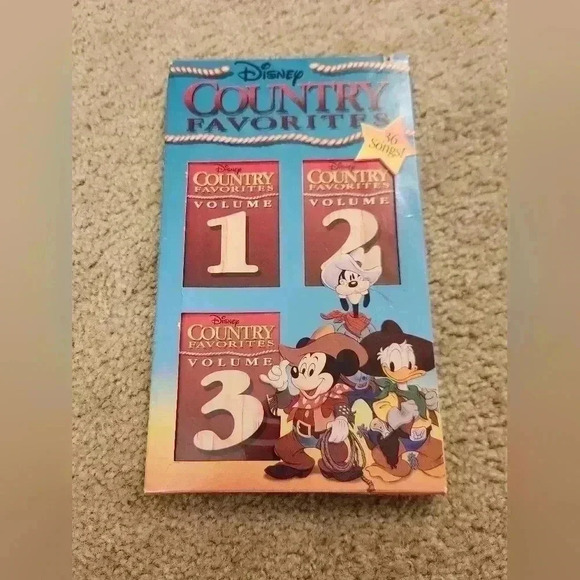 Disney
COUNTRY
FAVORITES
36
Songs!
Disney
COUNTRY
FAVORITES
VOLUME
1
Disney
COUNTRY
FAVORITES
VOLUME
2
Disney
COUNTRY
FAVORITES
VOLUME
3